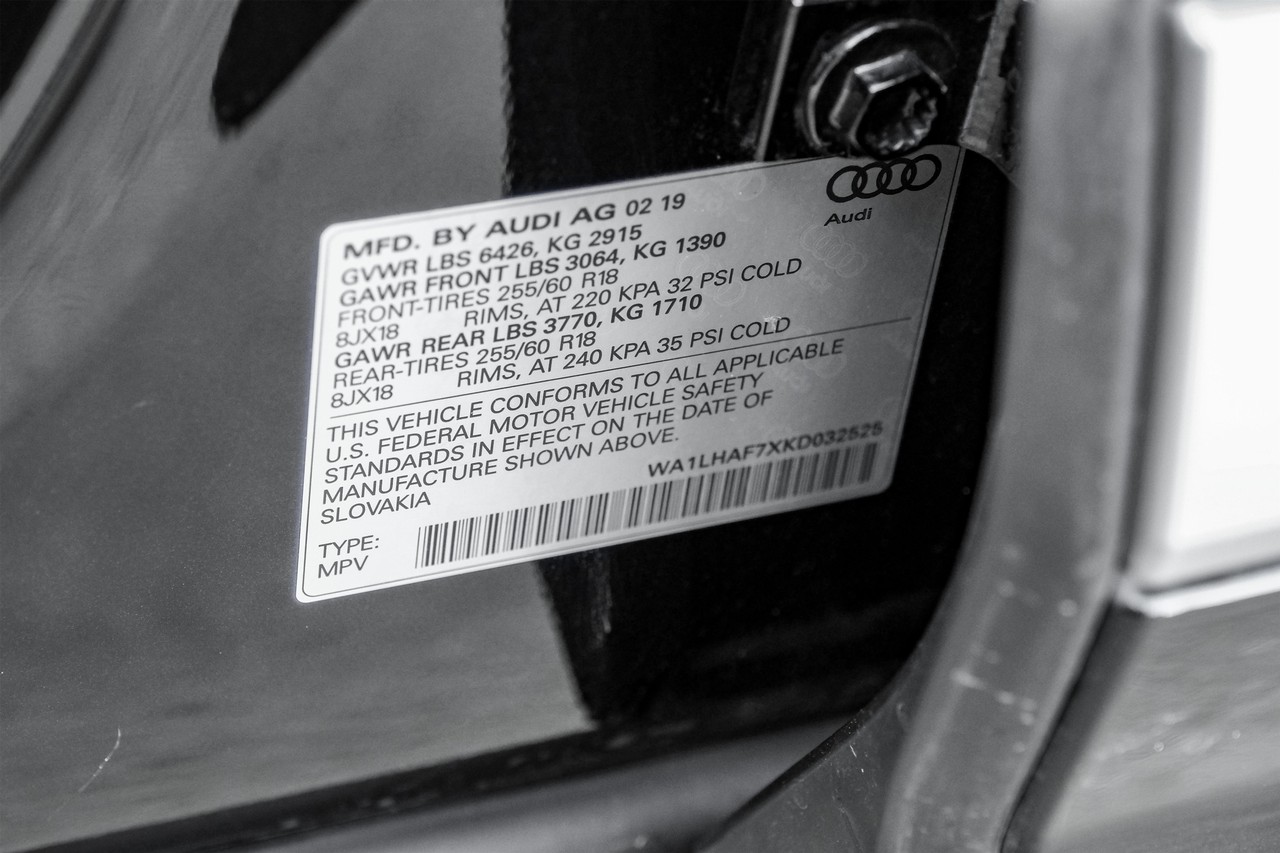 Audi
MFD. BY AUDI AG 02 19
GVWR LBS 6426, KG 2915
GAWR FRONT LBS 3064, KG 1390
FRONT-TIRES 255/60 R18
8JX18 RIMS, AT 220 KPA 32 PSI COLD
GAWR REAR LBS 3770, KG 1710
REAR-TIRES 255/60 R18
8JX18 RIMS, AT 240 KPA 35 PSI COLD
THIS VEHICLE CONFORMS TO ALL APPLICABLE
U.S. FEDERAL MOTOR VEHICLE SAFETY
STANDARDS IN EFFECT ON THE DATE OF
MANUFACTURE SHOWN ABOVE.
SLOVAKIA
WA1LHAF7XKD032525
TYPE:
MPV